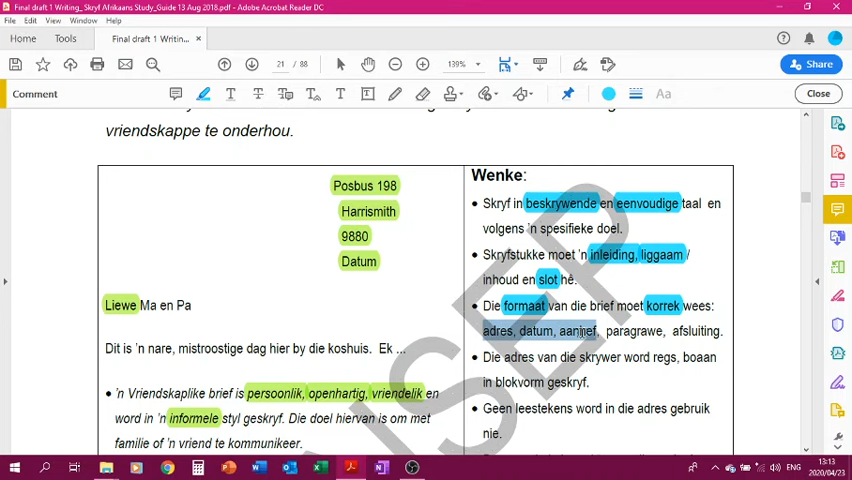 Final draft 1 Writing_ Skryf Afrikaans Study_Guide 13 Aug 2018.pdf - Adobe Acrobat Reader DC
File Edit View Window Help
Home Tools Final draft 1 Writin... ×
21 / 88 139% Share
Comment Aa Close
vriendskappe te onderhou.
Posbus 198
Harrismith
9880
Datum
Liewe Ma en Pa
Dit is 'n nare, mistroostige dag hier by die koshuis. Ek ...
• 'n Vriendskaplike brief is persoonlik, openhartig, vriendelik en
word in 'n informele styl geskryf. Die doel hiervan is om met
familie of 'n vriend te kommunikeer.
Wenke:
• Skryf in beskrywende en eenvoudige taal en
volgens 'n spesifieke doel.
• Skryfstukke moet 'n inleiding, liggaam /
inhoud en slot hê.
• Die formaat van die brief moet korrek wees:
adres, datum, aanhef, paragrawe, afsluiting.
• Die adres van die skrywer word regs, boaan
in blokvorm geskryf.
• Geen leestekens word in die adres gebruik
nie.
ENG 13:13
2020/04/23